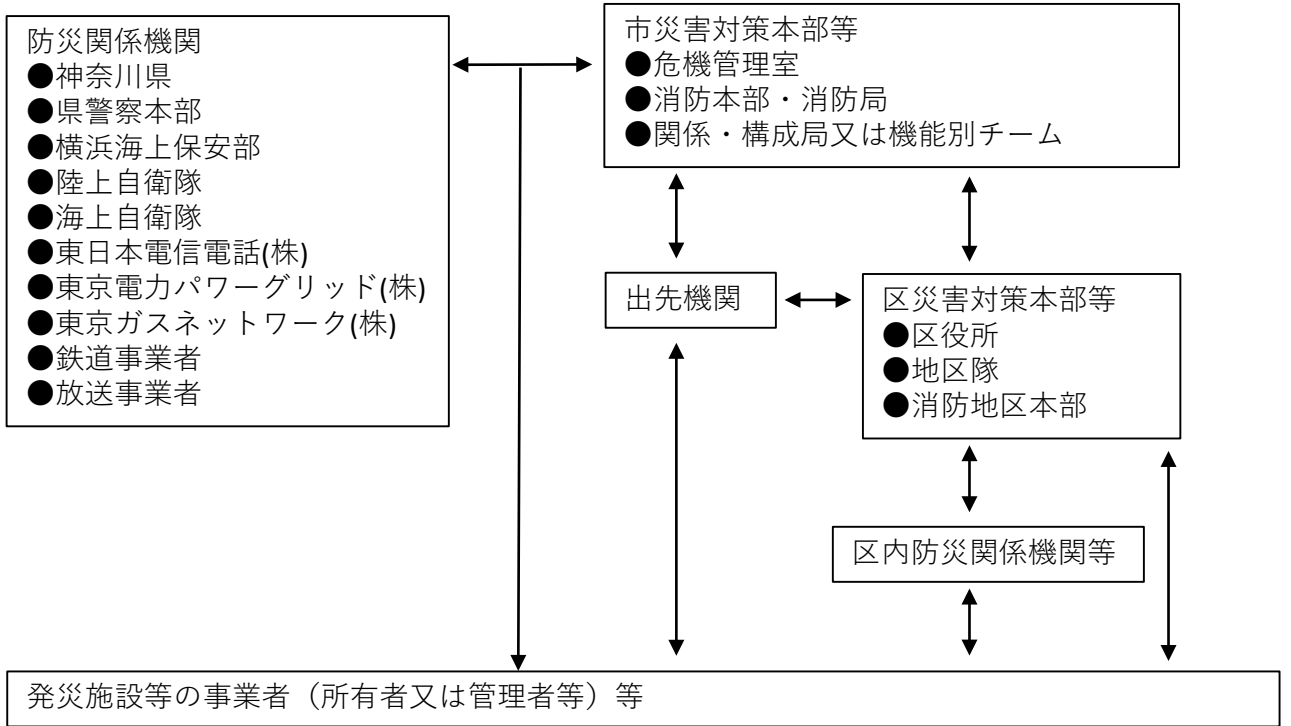 防災関係機関
●神奈川県
●県警察本部
●横浜海上保安部
●陸上自衛隊
●海上自衛隊
●東日本電信電話(株)
●東京電力パワーグリッド(株)
●東京ガスネットワーク(株)
●鉄道事業者
●放送事業者
市災害対策本部等
●危機管理室
●消防本部・消防局
●関係・構成局又は機能別チーム
出先機関
区災害対策本部等
●区役所
●地区隊
●消防地区本部
区内防災関係機関等
発災施設等の事業者（所有者又は管理者等）等